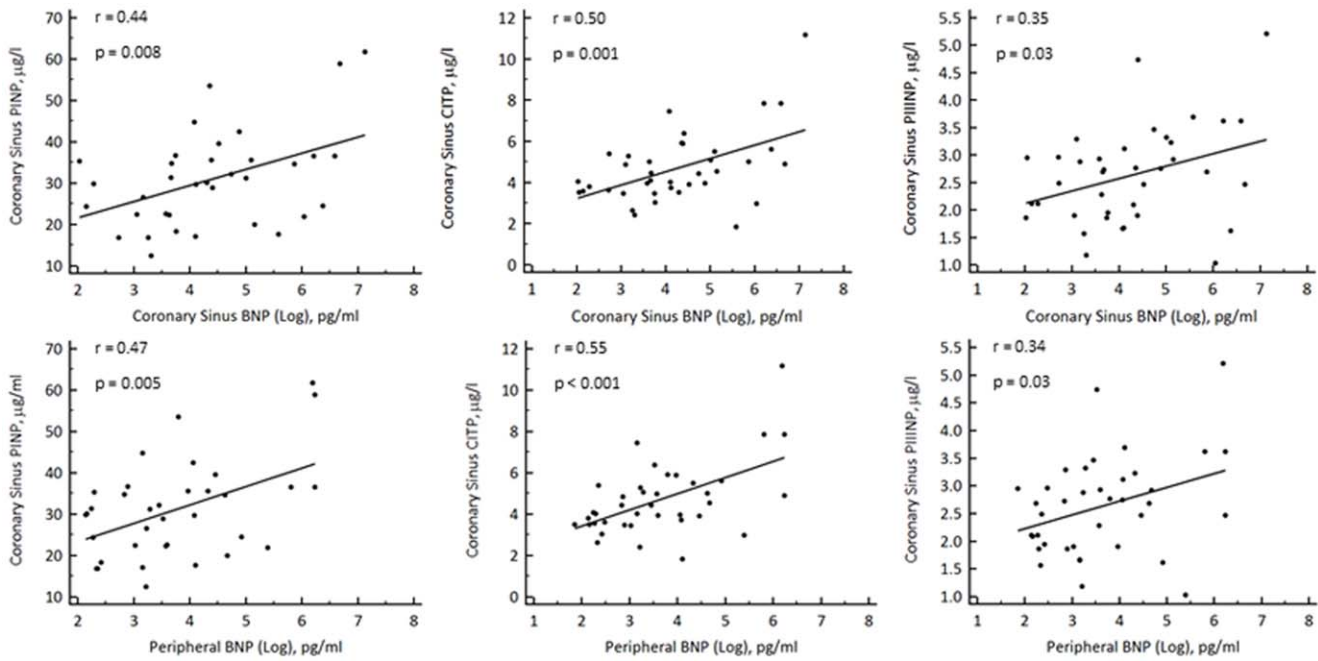 r = 0.44
p = 0.008
Coronary Sinus PINP, µg/l
70
60
50
40
30
20
10
2 3 4 5 6 7 8
Coronary Sinus BNP (Log), pg/ml
r = 0.50
p = 0.001
Coronary Sinus CITP, µg/l
12
10
8
6
4
2
0
1 2 3 4 5 6 7 8
Coronary Sinus BNP (Log), pg/ml
r = 0.35
p = 0.03
Coronary Sinus PIIINP, µg/l
5.5
5.0
4.5
4.0
3.5
3.0
2.5
2.0
1.5
1.0
1 2 3 4 5 6 7 8
Coronary Sinus BNP (Log), pg/ml
r = 0.47
p = 0.005
Coronary Sinus PINP, µg/ml
70
60
50
40
30
20
10
2 3 4 5 6 7 8
Peripheral BNP (Log), pg/ml
r = 0.55
p < 0.001
Coronary Sinus CITP, µg/l
12
10
8
6
4
2
0
1 2 3 4 5 6 7 8
Peripheral BNP (Log), pg/ml
r = 0.34
p = 0.03
Coronary Sinus PIIINP, µg/l
5.5
5.0
4.5
4.0
3.5
3.0
2.5
2.0
1.5
1.0
1 2 3 4 5 6 7 8
Peripheral BNP (Log), pg/ml